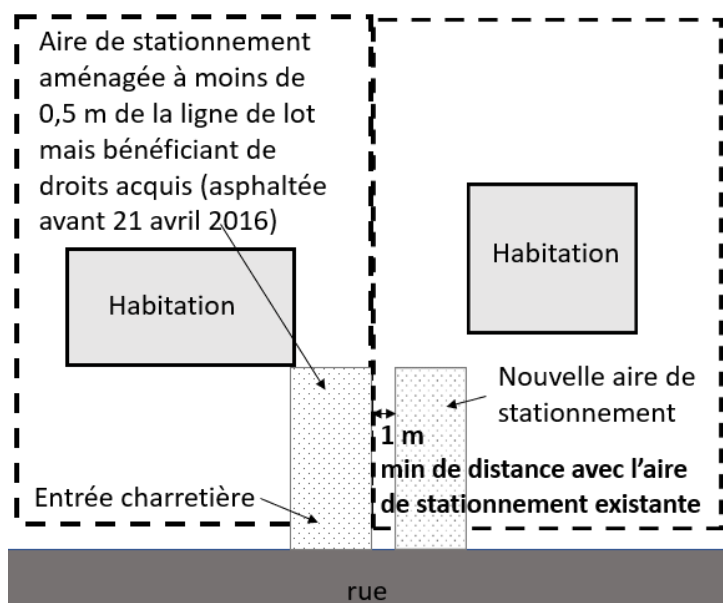 Aire de stationnement
aménagée à moins de
0,5 m de la ligne de lot
mais bénéficiant de
droits acquis (asphaltée
avant 21 avril 2016)
Habitation
Habitation
Nouvelle aire de
stationnement
1 m
min de distance avec l’aire
de stationnement existante
Entrée charretière
rue